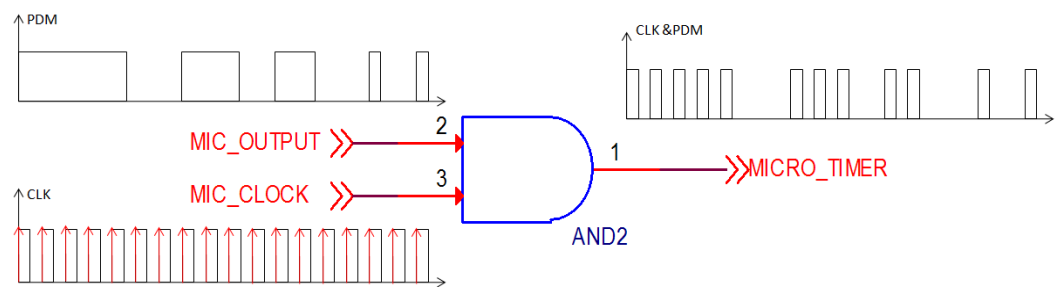 PDM
CLK &PDM
MIC_OUTPUT
2
1
MICRO_TIMER
3
MIC_CLOCK
CLK
AND2